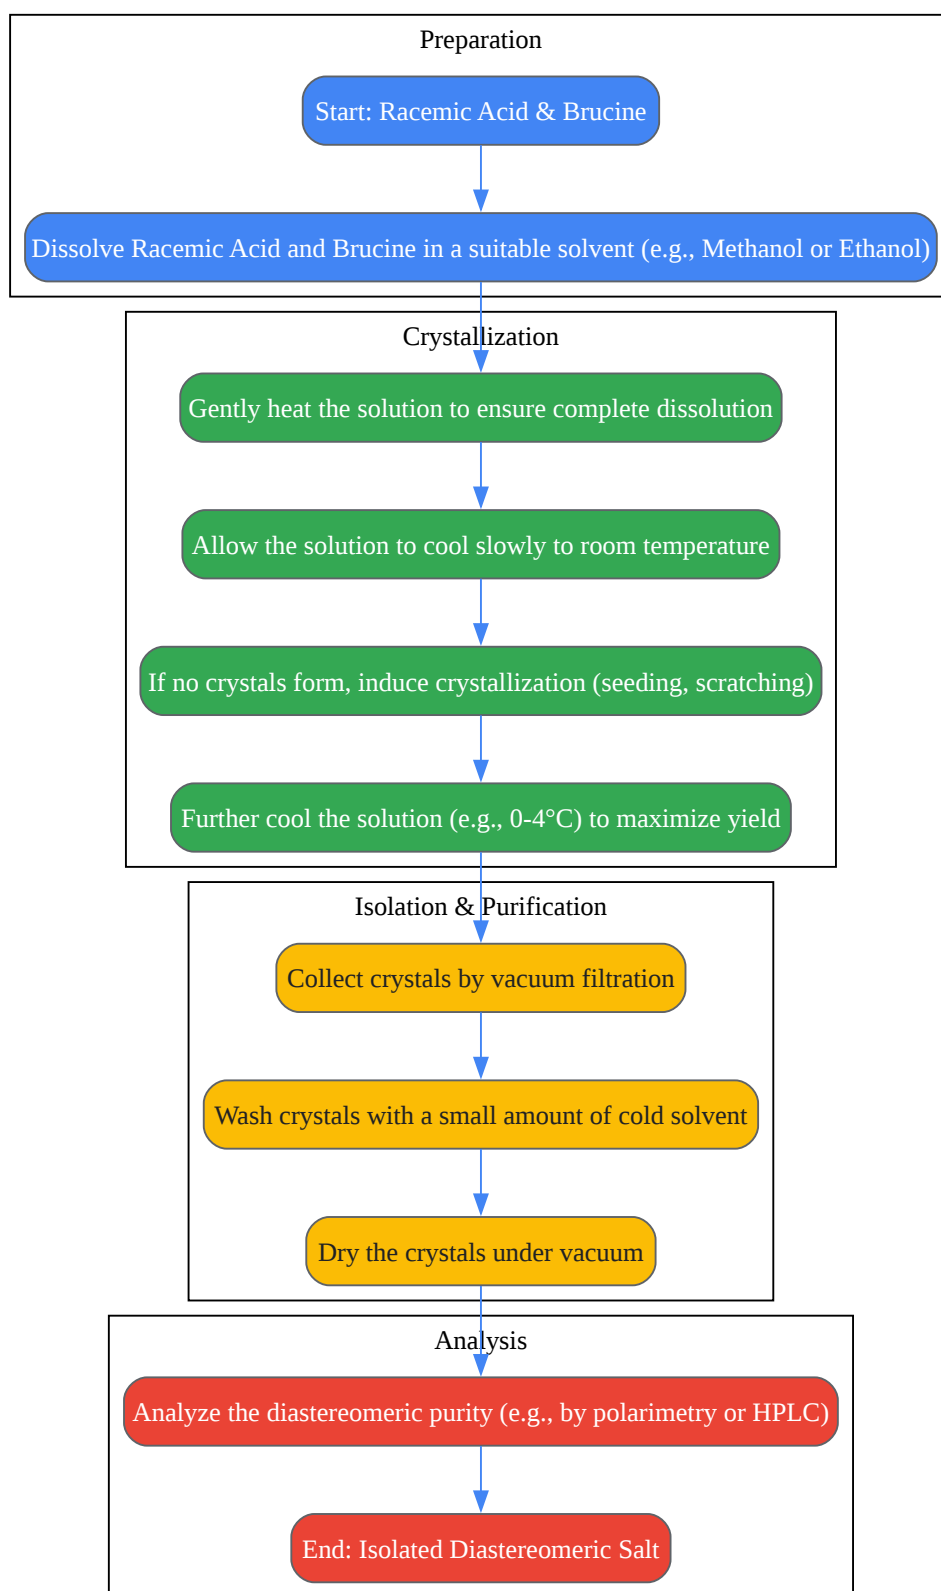 Preparation
Start: Racemic Acid & Brucine
Dissolve Racemic Acid and Brucine in a suitable solvent (e.g., Methanol or Ethanol)
Crystallization
Gently heat the solution to ensure complete dissolution
Allow the solution to cool slowly to room temperature
If no crystals form, induce crystallization (seeding, scratching)
Further cool the solution (e.g., 0-4°C) to maximize yield
Isolation & Purification
Collect crystals by vacuum filtration
Wash crystals with a small amount of cold solvent
Dry the crystals under vacuum
Analysis
Analyze the diastereomeric purity (e.g., by polarimetry or HPLC)
End: Isolated Diastereomeric Salt